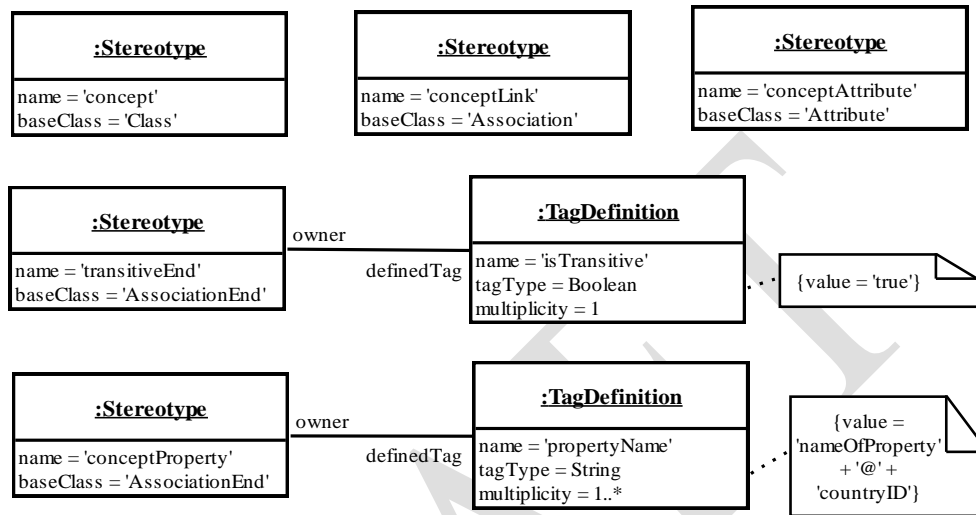 :Stereotype
name = 'concept'
baseClass = 'Class'
:Stereotype
name = 'conceptLink'
baseClass = 'Association'
:Stereotype
name = 'conceptAttribute'
baseClass = 'Attribute'
:Stereotype
name = 'transitiveEnd'
baseClass = 'AssociationEnd'
owner
definedTag
:TagDefinition
name = 'isTransitive'
tagType = Boolean
multiplicity = 1
{value = 'true'}
:Stereotype
name = 'conceptProperty'
baseClass = 'AssociationEnd'
owner
definedTag
:TagDefinition
name = 'propertyName'
tagType = String
multiplicity = 1..*
{value =
'nameOfProperty'
+ '@' +
'countryID'}